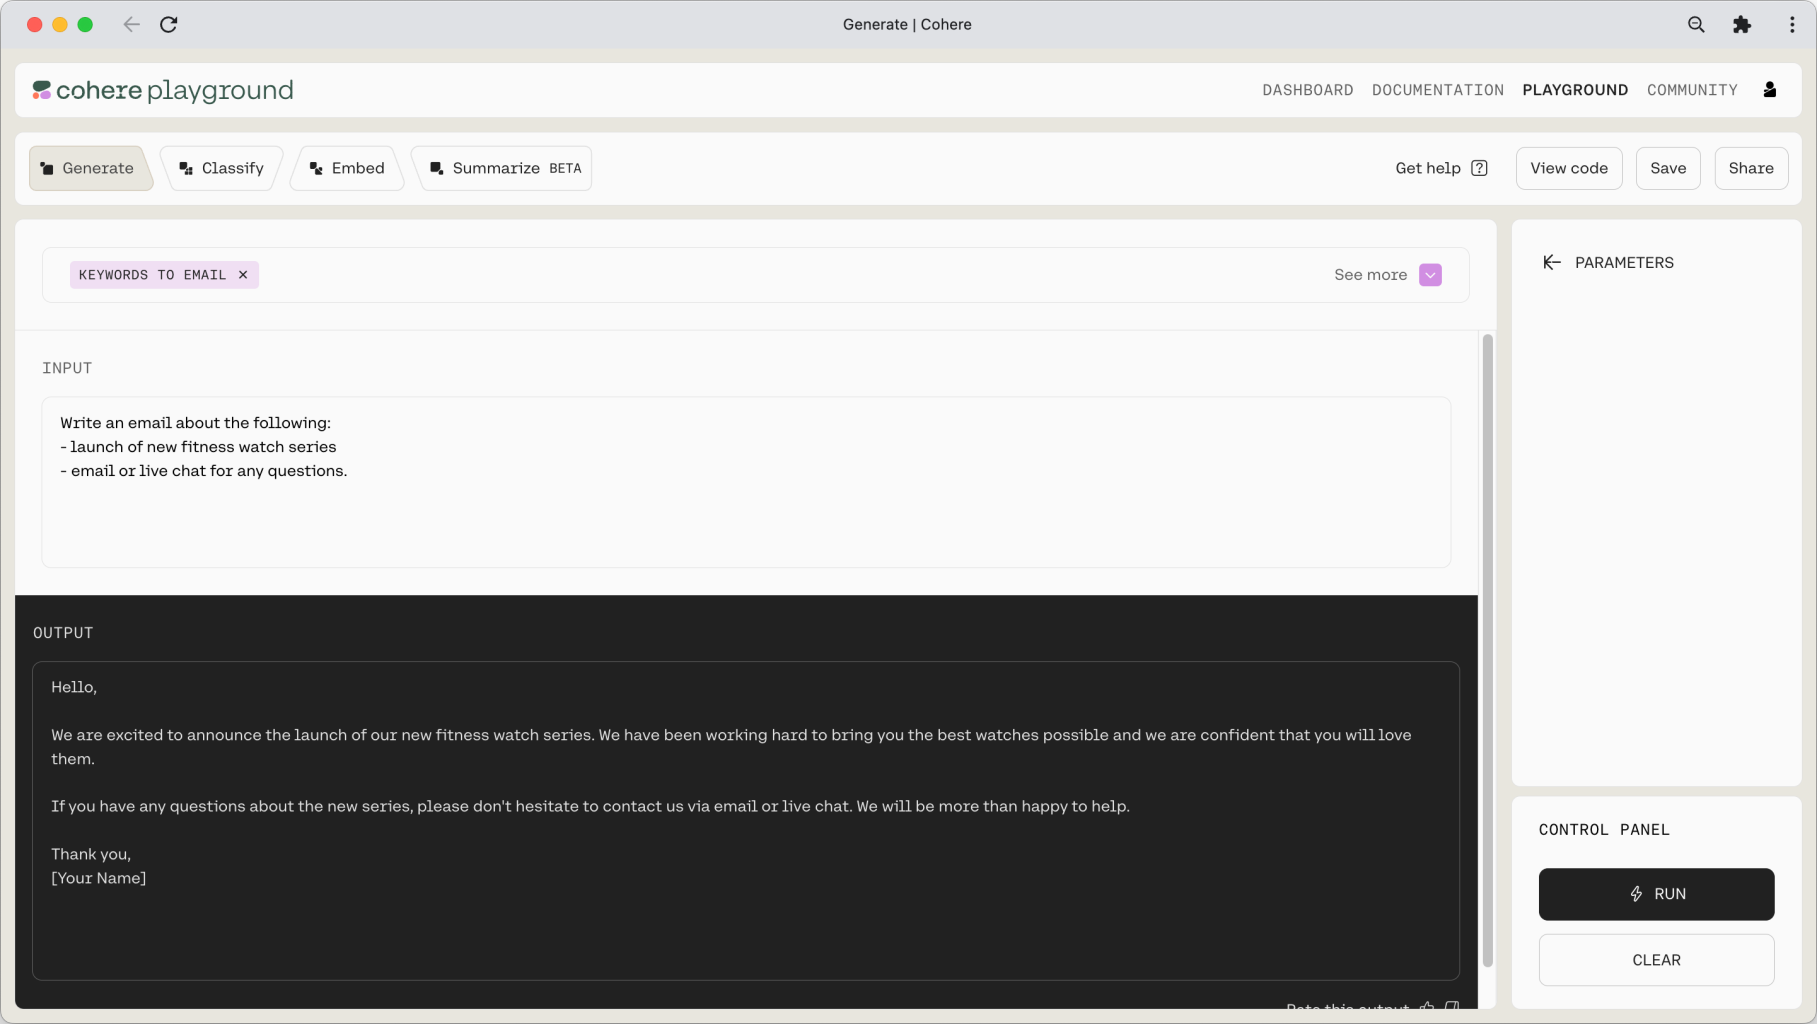 Generate | Cohere
cohere playground
DASHBOARD DOCUMENTATION PLAYGROUND COMMUNITY
Generate Classify Embed Summarize BETA
Get help ? View code Save Share
KEYWORDS TO EMAIL ×
See more
PARAMETERS
INPUT
Write an email about the following:
- launch of new fitness watch series
- email or live chat for any questions.
OUTPUT
Hello,
We are excited to announce the launch of our new fitness watch series. We have been working hard to bring you the best watches possible and we are confident that you will love
them.
If you have any questions about the new series, please don't hesitate to contact us via email or live chat. We will be more than happy to help.
Thank you,
[Your Name]
Rate this output
CONTROL PANEL
RUN
CLEAR